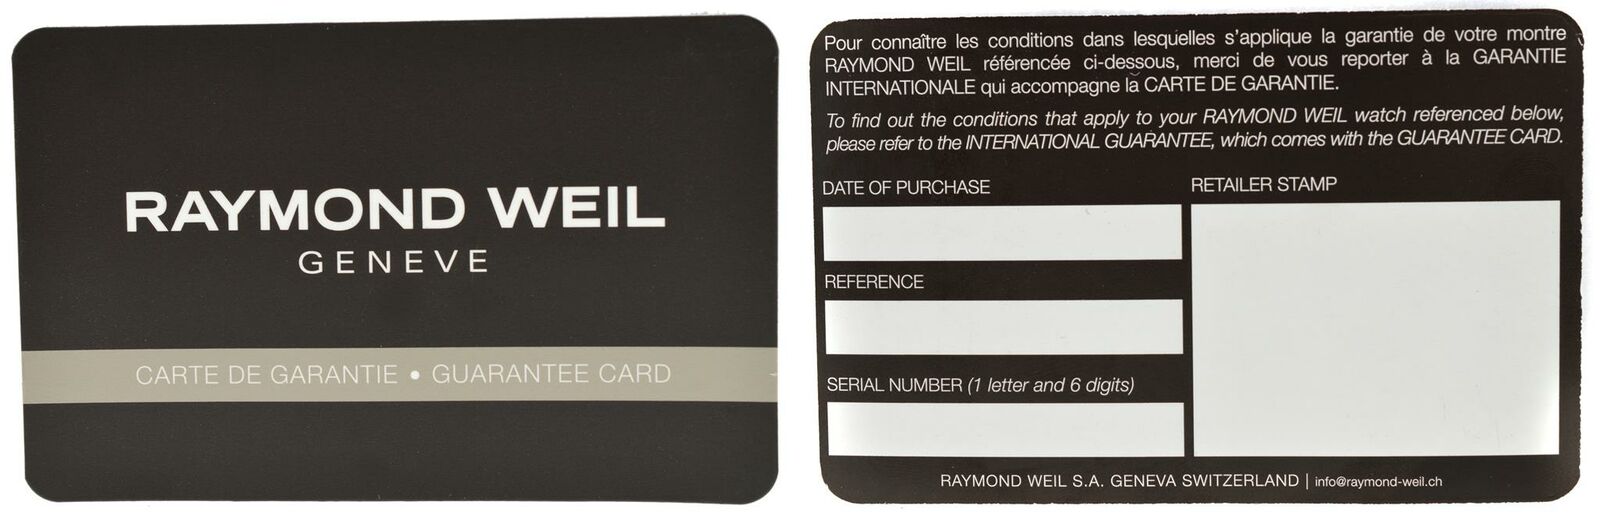 RAYMOND WEIL
GENEVE
CARTE DE GARANTIE • GUARANTEE CARD
Pour connaître les conditions dans lesquelles s'applique la garantie de votre montre
RAYMOND WEIL référencée ci-dessous, merci de vous reporter à la GARANTIE
INTERNATIONALE qui accompagne la CARTE DE GARANTIE.
To find out the conditions that apply to your RAYMOND WEIL watch referenced below,
please refer to the INTERNATIONAL GUARANTEE, which comes with the GUARANTEE CARD.
DATE OF PURCHASE
RETAILER STAMP
REFERENCE
SERIAL NUMBER (1 letter and 6 digits)
RAYMOND WEIL S.A. GENEVA SWITZERLAND | info@raymond-weil.ch